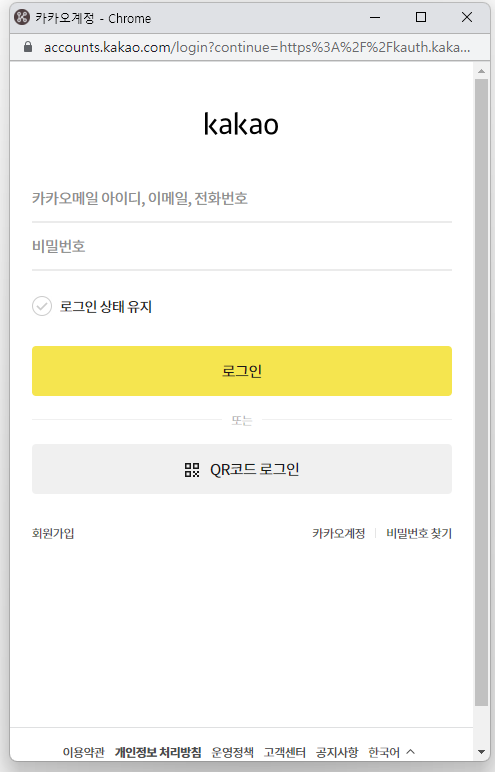 카카오계정 - Chrome
accounts.kakao.com/login?continue=https%3A%2F%2Fkauth.kaka...
kakao
카카오메일 아이디, 이메일, 전화번호
비밀번호
로그인 상태 유지
로그인
또는
QR코드 로그인
회원가입 카카오계정 비밀번호 찾기
이용약관 개인정보 처리방침 운영정책 고객센터 공지사항 한국어